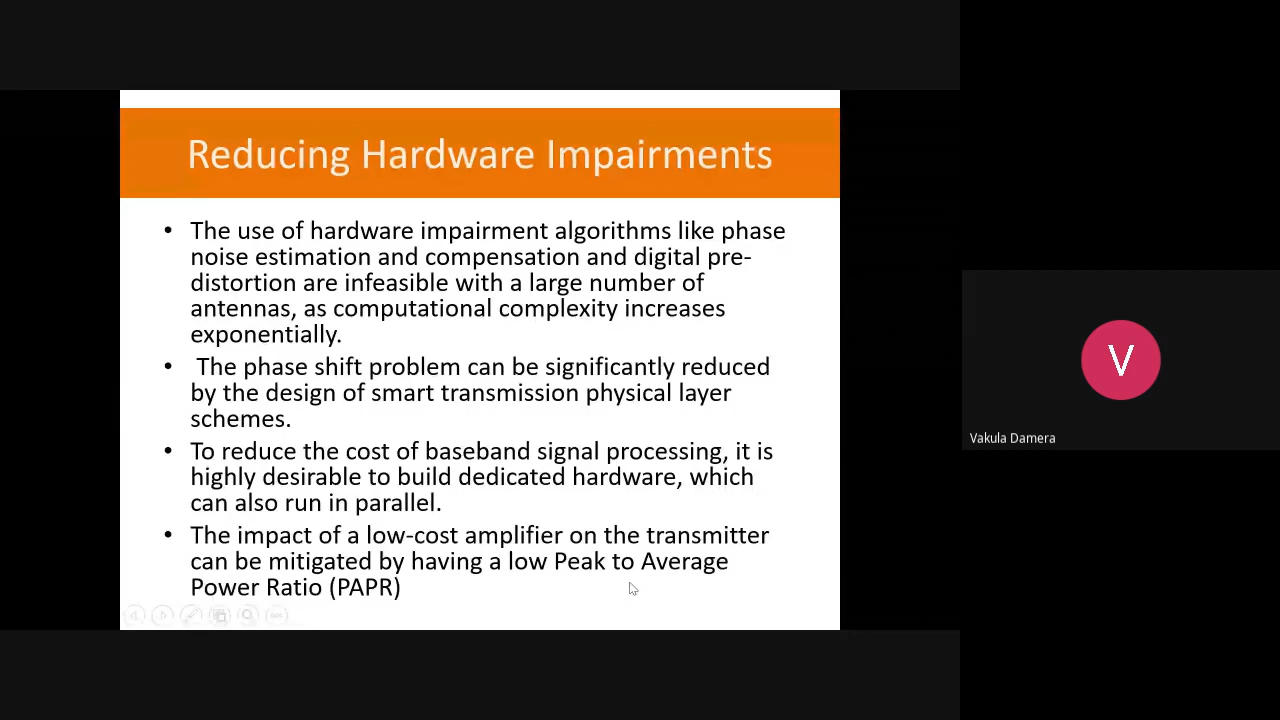 Reducing Hardware Impairments
• The use of hardware impairment algorithms like phase
noise estimation and compensation and digital pre-
distortion are infeasible with a large number of
antennas, as computational complexity increases
exponentially.
• The phase shift problem can be significantly reduced
by the design of smart transmission physical layer
schemes.
• To reduce the cost of baseband signal processing, it is
highly desirable to build dedicated hardware, which
can also run in parallel.
• The impact of a low-cost amplifier on the transmitter
can be mitigated by having a low Peak to Average
Power Ratio (PAPR)
V
Vakula Damera